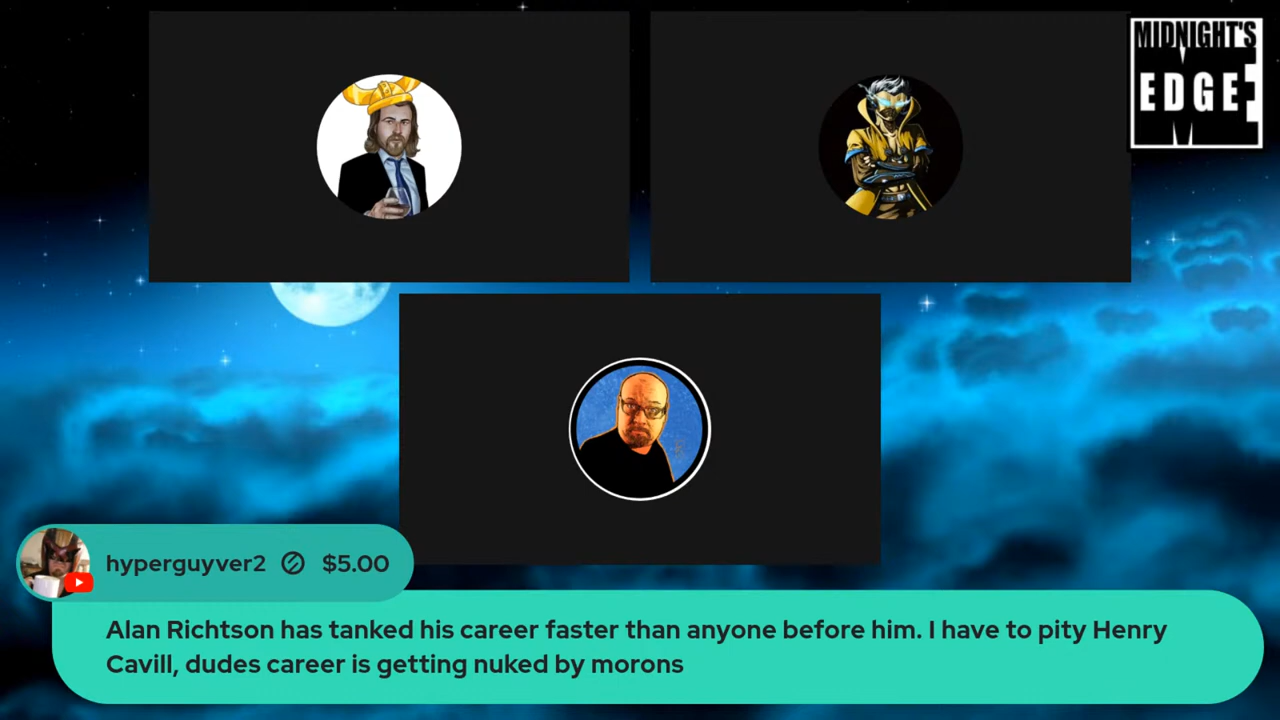 MIDNIGHT'S
EDGE
hyperguyver2 $5.00
Alan Richtson has tanked his career faster than anyone before him. I have to pity Henry
Cavill, dudes career is getting nuked by morons